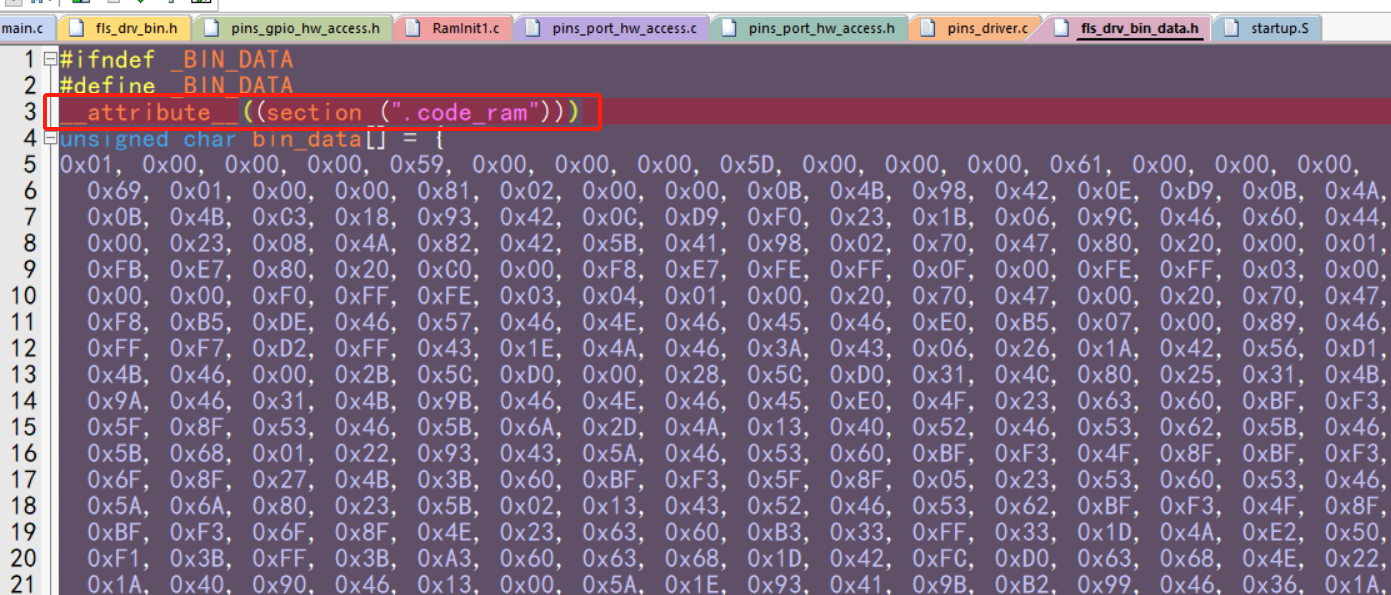 main.c fls_drv_bin.h pins_gpio_hw_access.h RamInit1.c pins_port_hw_access.c pins_port_hw_access.h pins_driver.c fls_drv_bin_data.h startup.S
1 #ifndef _BIN_DATA
2 #define _BIN_DATA
3 __attribute__((section (".code_ram")))
4 unsigned char bin_data[] = {
5 0x01, 0x00, 0x00, 0x00, 0x59, 0x00, 0x00, 0x00, 0x5D, 0x00, 0x00, 0x00, 0x61, 0x00, 0x00, 0x00,
6 0x69, 0x01, 0x00, 0x00, 0x81, 0x02, 0x00, 0x00, 0x0B, 0x4B, 0x98, 0x42, 0x0E, 0xD9, 0x0B, 0x4A,
7 0x0B, 0x4B, 0xC3, 0x18, 0x93, 0x42, 0x0C, 0xD9, 0xF0, 0x23, 0x1B, 0x06, 0x9C, 0x46, 0x60, 0x44,
8 0x00, 0x23, 0x08, 0x4A, 0x82, 0x42, 0x5B, 0x41, 0x98, 0x02, 0x70, 0x47, 0x80, 0x20, 0x00, 0x01,
9 0xFB, 0xE7, 0x80, 0x20, 0xC0, 0x00, 0xF8, 0xE7, 0xFE, 0xFF, 0x0F, 0x00, 0xFE, 0xFF, 0x03, 0x00,
10 0x00, 0x00, 0xF0, 0xFF, 0xFE, 0x03, 0x04, 0x01, 0x00, 0x20, 0x70, 0x47, 0x00, 0x20, 0x70, 0x47,
11 0xF8, 0xB5, 0xDE, 0x46, 0x57, 0x46, 0x4E, 0x46, 0x45, 0x46, 0xE0, 0xB5, 0x07, 0x00, 0x89, 0x46,
12 0xFF, 0xF7, 0xD2, 0xFF, 0x43, 0x1E, 0x4A, 0x46, 0x3A, 0x43, 0x06, 0x26, 0x1A, 0x42, 0x56, 0xD1,
13 0x4B, 0x46, 0x00, 0x2B, 0x5C, 0xD0, 0x00, 0x28, 0x5C, 0xD0, 0x31, 0x4C, 0x80, 0x25, 0x31, 0x4B,
14 0x9A, 0x46, 0x31, 0x4B, 0x9B, 0x46, 0x4E, 0x46, 0x45, 0xE0, 0x4F, 0x23, 0x63, 0x60, 0xBF, 0xF3,
15 0x5F, 0x8F, 0x53, 0x46, 0x5B, 0x6A, 0x2D, 0x4A, 0x13, 0x40, 0x52, 0x46, 0x53, 0x62, 0x5B, 0x46,
16 0x5B, 0x68, 0x01, 0x22, 0x93, 0x43, 0x5A, 0x46, 0x53, 0x60, 0xBF, 0xF3, 0x4F, 0x8F, 0xBF, 0xF3,
17 0x6F, 0x8F, 0x27, 0x4B, 0x3B, 0x60, 0xBF, 0xF3, 0x5F, 0x8F, 0x05, 0x23, 0x53, 0x60, 0x53, 0x46,
18 0x5A, 0x6A, 0x80, 0x23, 0x5B, 0x02, 0x13, 0x43, 0x52, 0x46, 0x53, 0x62, 0xBF, 0xF3, 0x4F, 0x8F,
19 0xBF, 0xF3, 0x6F, 0x8F, 0x4E, 0x23, 0x63, 0x60, 0xB3, 0x33, 0xFF, 0x33, 0x1D, 0x4A, 0xE2, 0x50,
20 0xF1, 0x3B, 0xFF, 0x3B, 0xA3, 0x60, 0x63, 0x68, 0x1D, 0x42, 0xFC, 0xD0, 0x63, 0x68, 0x4E, 0x22,
21 0x1A, 0x40, 0x90, 0x46, 0x13, 0x00, 0x5A, 0x1E, 0x93, 0x41, 0x9B, 0xB2, 0x99, 0x46, 0x36, 0x1A,